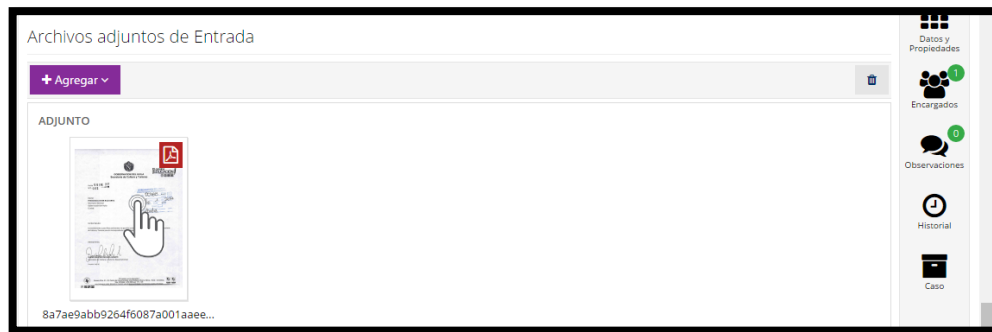 Archivos adjuntos de Entrada
+ Agregar
ADJUNTO
8a7ae9abb9264f6087a001aaee...
Datos y
Propiedades
1
Encargados
0
Observaciones
Historial
Caso